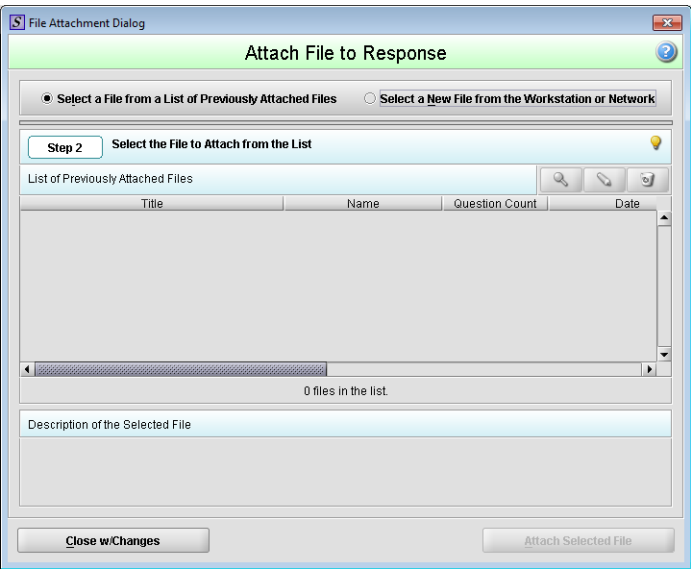 S File Attachment Dialog
Attach File to Response
?
Select a File from a List of Previously Attached Files Select a New File from the Workstation or Network
Step 2 Select the File to Attach from the List
List of Previously Attached Files
Title Name Question Count Date
0 files in the list.
Description of the Selected File
Close w/Changes Attach Selected File